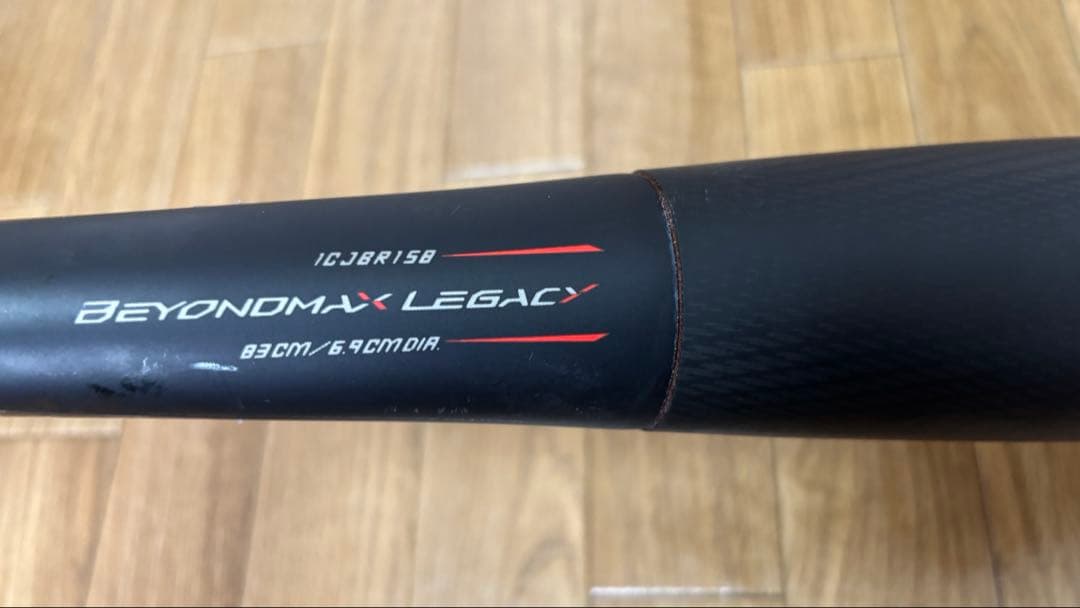 1CJBR158
BEYONDMAX LEGACY
83CM/6.9CMDIA.